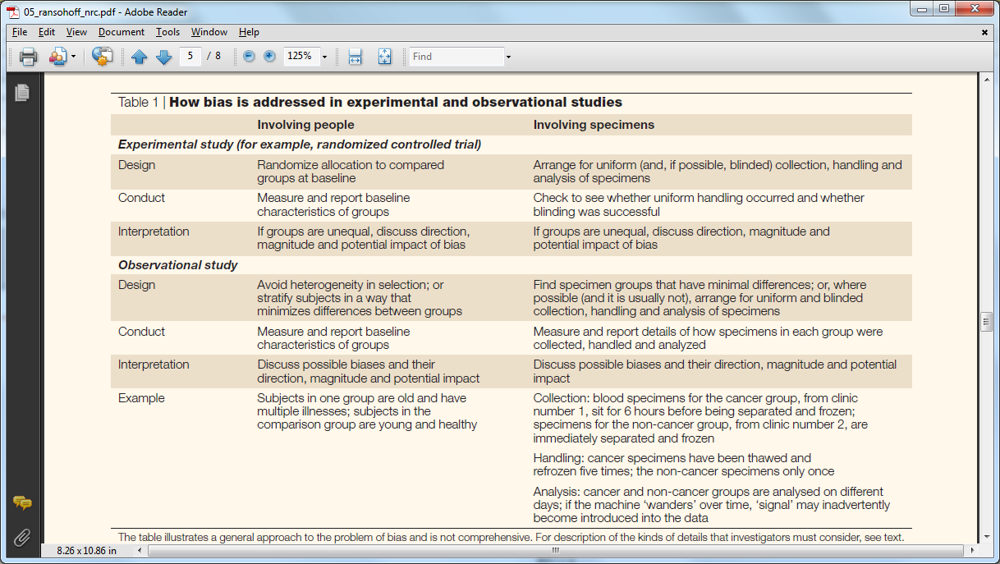 05_ransohoff_nrc.pdf - Adobe Reader
File Edit View Document Tools Window Help
5 / 8 125% Find
Table 1 | How bias is addressed in experimental and observational studies
Involving people Involving specimens
Experimental study (for example, randomized controlled trial)
Design Randomize allocation to compared Arrange for uniform (and, if possible, blinded) collection, handling and
groups at baseline analysis of specimens
Conduct Measure and report baseline Check to see whether uniform handling occurred and whether
characteristics of groups blinding was successful
Interpretation If groups are unequal, discuss direction, If groups are unequal, discuss direction, magnitude and
magnitude and potential impact of bias potential impact of bias
Observational study
Design Avoid heterogeneity in selection; or Find specimen groups that have minimal differences; or, where
stratify subjects in a way that possible (and it is usually not), arrange for uniform and blinded
minimizes differences between groups collection, handling and analysis of specimens
Conduct Measure and report baseline Measure and report details of how specimens in each group were
characteristics of groups collected, handled and analyzed
Interpretation Discuss possible biases and their Discuss possible biases and their direction, magnitude and potential
direction, magnitude and potential impact impact
Example Subjects in one group are old and have Collection: blood specimens for the cancer group, from clinic
multiple illnesses; subjects in the number 1, sit for 6 hours before being separated and frozen;
comparison group are young and healthy specimens for the non-cancer group, from clinic number 2, are
immediately separated and frozen
Handling: cancer specimens have been thawed and
refrozen five times; the non-cancer specimens only once
Analysis: cancer and non-cancer groups are analysed on different
days; if the machine ‘wanders’ over time, ‘signal’ may inadvertently
become introduced into the data
The table illustrates a general approach to the problem of bias and is not comprehensive. For description of the kinds of details that investigators must consider, see text.
8.26 x 10.86 in